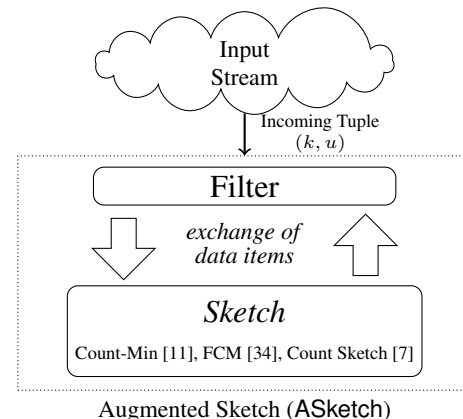 Input
Stream
Incoming Tuple
(k, u)
Filter
exchange of
data items
Sketch
Count-Min [11], FCM [34], Count Sketch [7]
Augmented Sketch (ASketch)